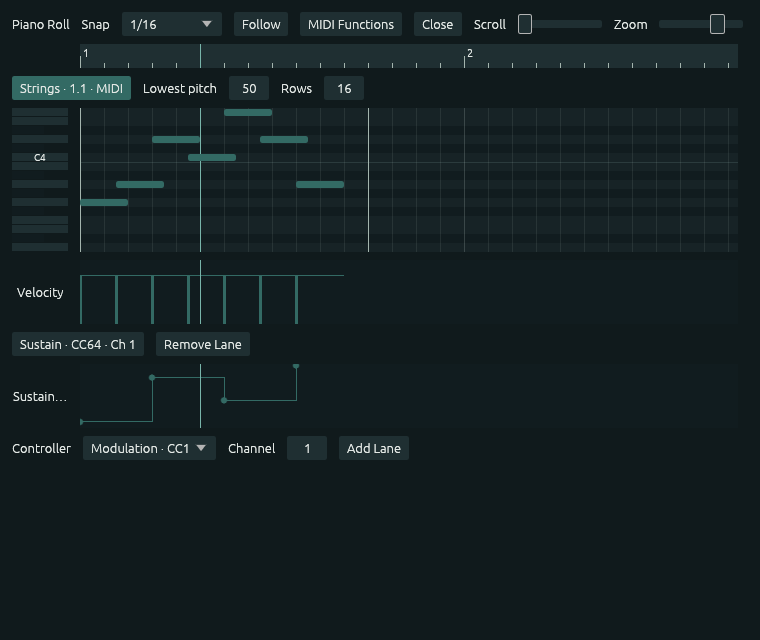 Piano Roll Snap 1/16 Follow MIDI Functions Close Scroll Zoom
1 2
Strings · 1.1 · MIDI Lowest pitch 50 Rows 16
C4
Velocity
Sustain · CC64 · Ch 1 Remove Lane
Sustain...
Controller Modulation · CC1 Channel 1 Add Lane